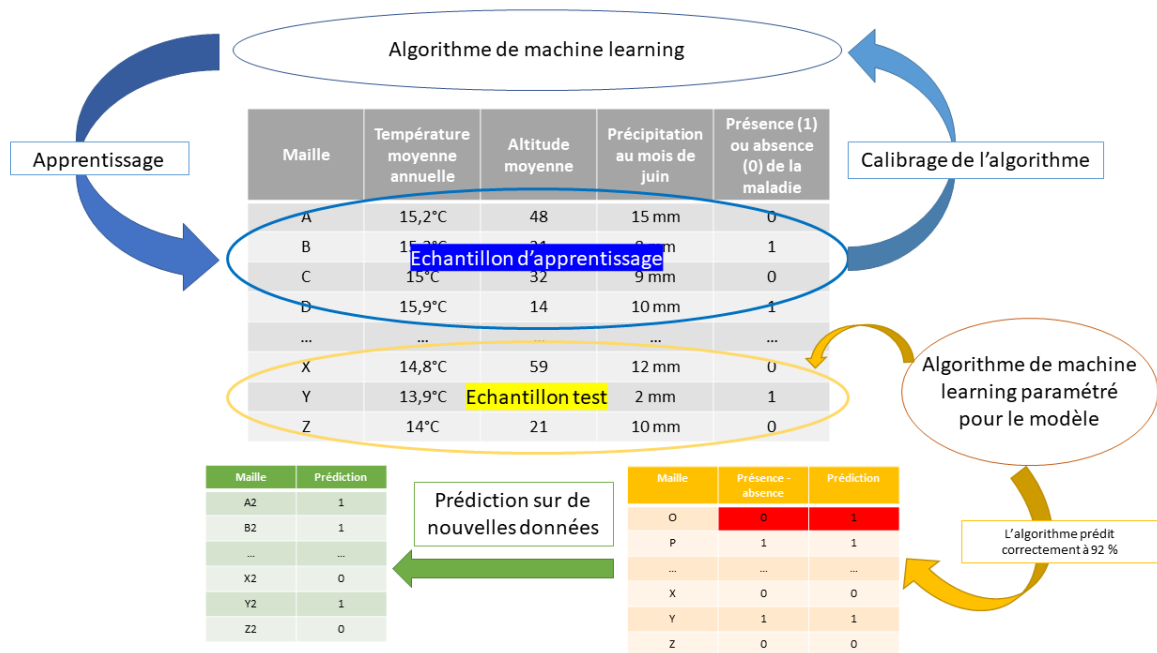 Algorithme de machine learning
Apprentissage
Calibrage de l'algorithme
Maille Température moyenne annuelle Altitude moyenne Précipitation au mois de juin Présence (1) ou absence (0) de la maladie
A 15,2°C 48 15 mm 0
B mm 1
Echantillon d'apprentissage
C 15°C 32 9 mm 0
D 15,9°C 14 10 mm 1
... ... ... ... ...
X 14,8°C 59 12 mm 0
Y 13,9°C Echantillon test 2 mm 1
Z 14°C 21 10 mm 0
Algorithme de machine
learning paramétré
pour le modèle
L'algorithme prédit
correctement à 92 %
Maille Présence - absence Prédiction
O 0 1
P 1 1
... ... ...
X 0 0
Y 1 1
Z 0 0
Prédiction sur de
nouvelles données
Maille Prédiction
A2 1
B2 1
... ...
X2 0
Y2 1
Z2 0